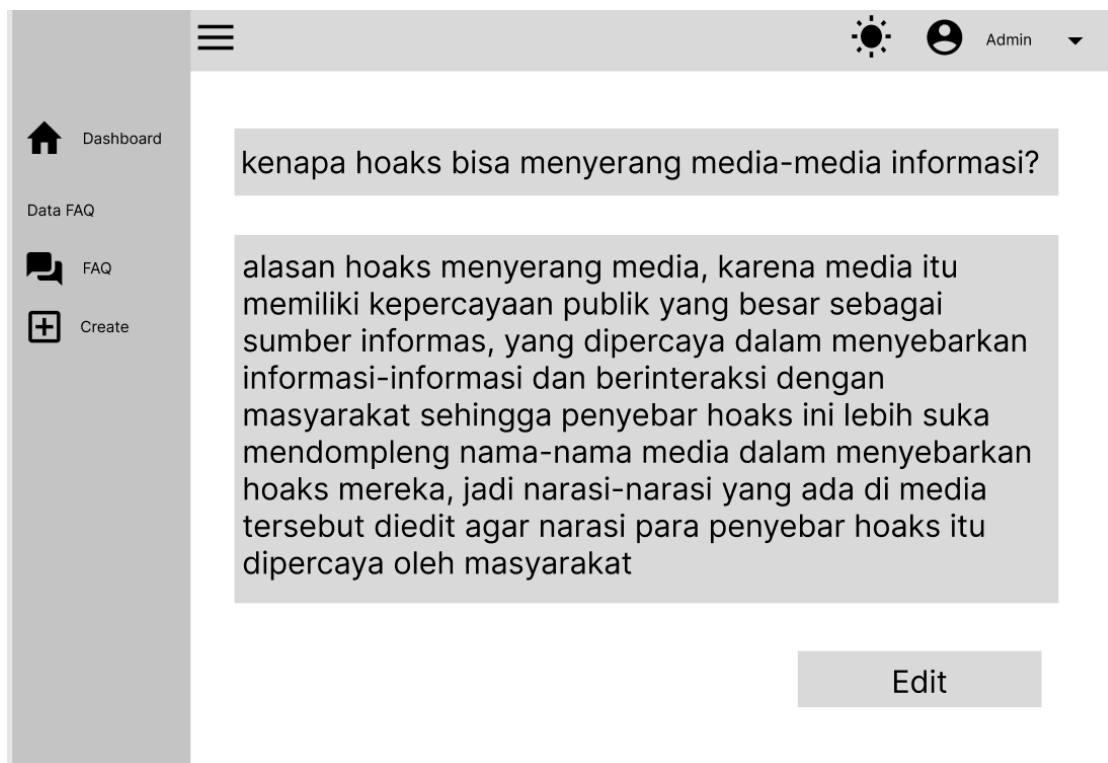 Admin
Dashboard
Data FAQ
FAQ
Create
kenapa hoaks bisa menyerang media-media informasi?
alasan hoaks menyerang media, karena media itu
memiliki kepercayaan publik yang besar sebagai
sumber informas, yang dipercaya dalam menyebarkan
informasi-informasi dan berinteraksi dengan
masyarakat sehingga penyebar hoaks ini lebih suka
mendompleng nama-nama media dalam menyebarkan
hoaks mereka, jadi narasi-narasi yang ada di media
tersebut diedit agar narasi para penyebar hoaks itu
dipercaya oleh masyarakat
Edit